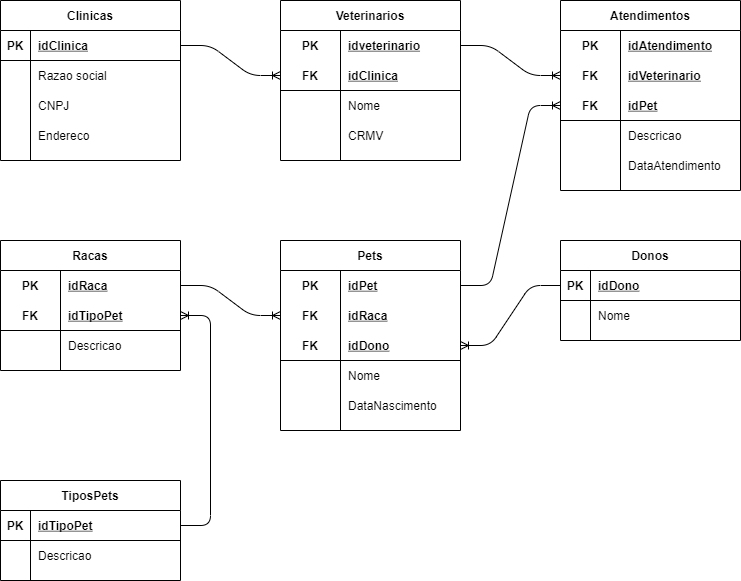 Clinicas
PK idClinica
Razao social
CNPJ
Endereco
Veterinarios
PK idveterinario
FK idClinica
Nome
CRMV
Atendimentos
PK idAtendimento
FK idVeterinario
FK idPet
Descricao
DataAtendimento
Racas
PK idRaca
FK idTipoPet
Descricao
Pets
PK idPet
FK idRaca
FK idDono
Nome
DataNascimento
Donos
PK idDono
Nome
TiposPets
PK idTipoPet
Descricao